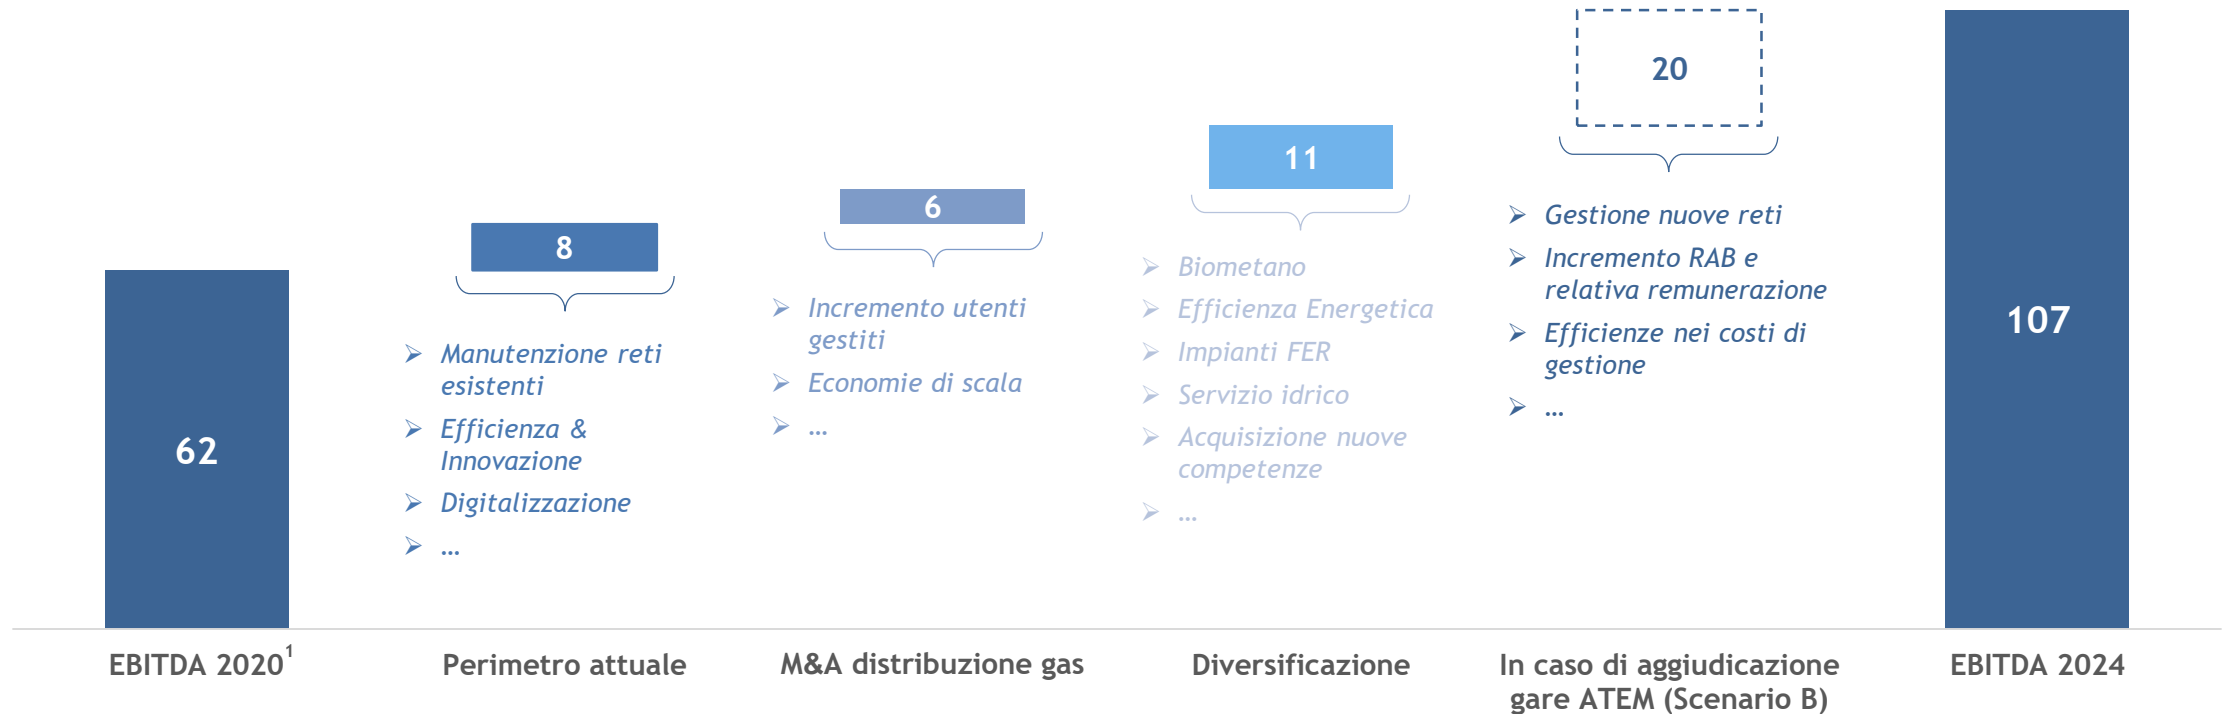 62
EBITDA 2020¹
8
➢ Manutenzione reti
esistenti
➢ Efficienza &
Innovazione
➢ Digitalizzazione
➢ …
Perimetro attuale
6
➢ Incremento utenti
gestiti
➢ Economie di scala
➢ …
M&A distribuzione gas
11
➢ Biometano
➢ Efficienza Energetica
➢ Impianti FER
➢ Servizio idrico
➢ Acquisizione nuove
competenze
➢ …
Diversificazione
20
➢ Gestione nuove reti
➢ Incremento RAB e
relativa remunerazione
➢ Efficienze nei costi di
gestione
➢ …
In caso di aggiudicazione
gare ATEM (Scenario B)
107
EBITDA 2024